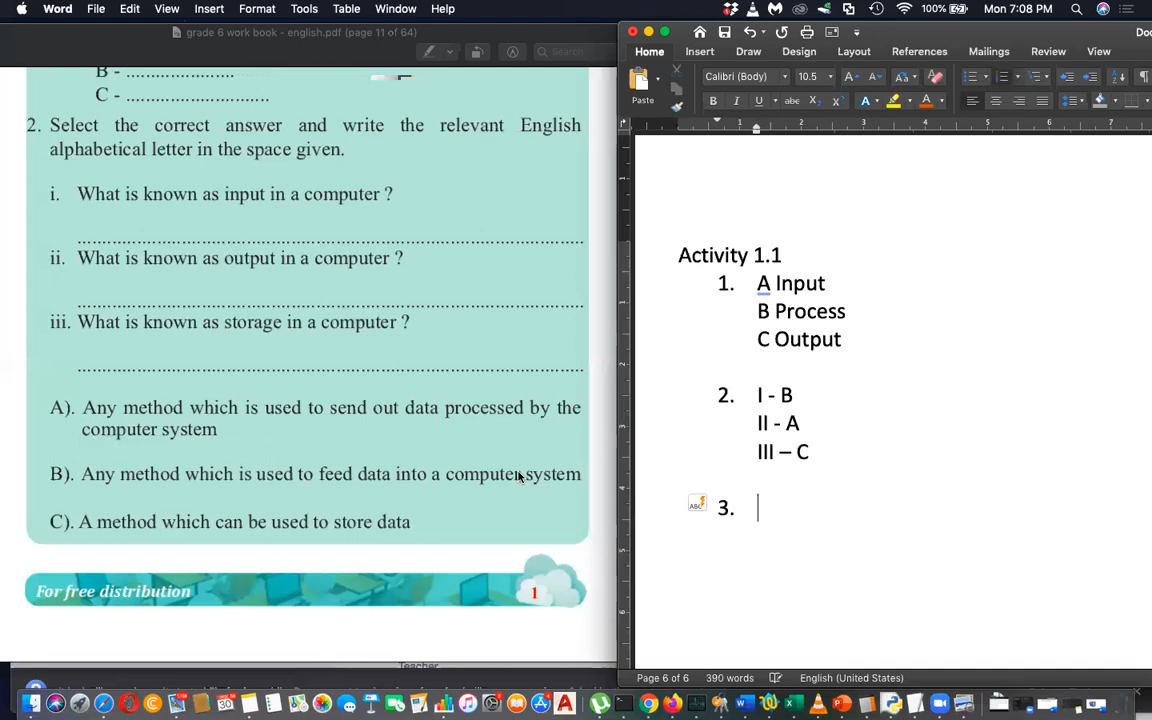 Word File Edit View Insert Format Tools Table Window Help 100% Mon 7:08 PM
grade 6 work book - english.pdf (page 11 of 64)
Search
Home Insert Draw Design Layout References Mailings Review View
Paste Calibri (Body) 10.5
B -
C -
2. Select the correct answer and write the relevant English
alphabetical letter in the space given.
i. What is known as input in a computer ?
ii. What is known as output in a computer ?
iii. What is known as storage in a computer ?
A). Any method which is used to send out data processed by the
computer system
B). Any method which is used to feed data into a computer system
C). A method which can be used to store data
For free distribution 1
Activity 1.1
1. A Input
B Process
C Output
2. I - B
II - A
III – C
3.
Page 6 of 6 390 words English (United States)
Teacher